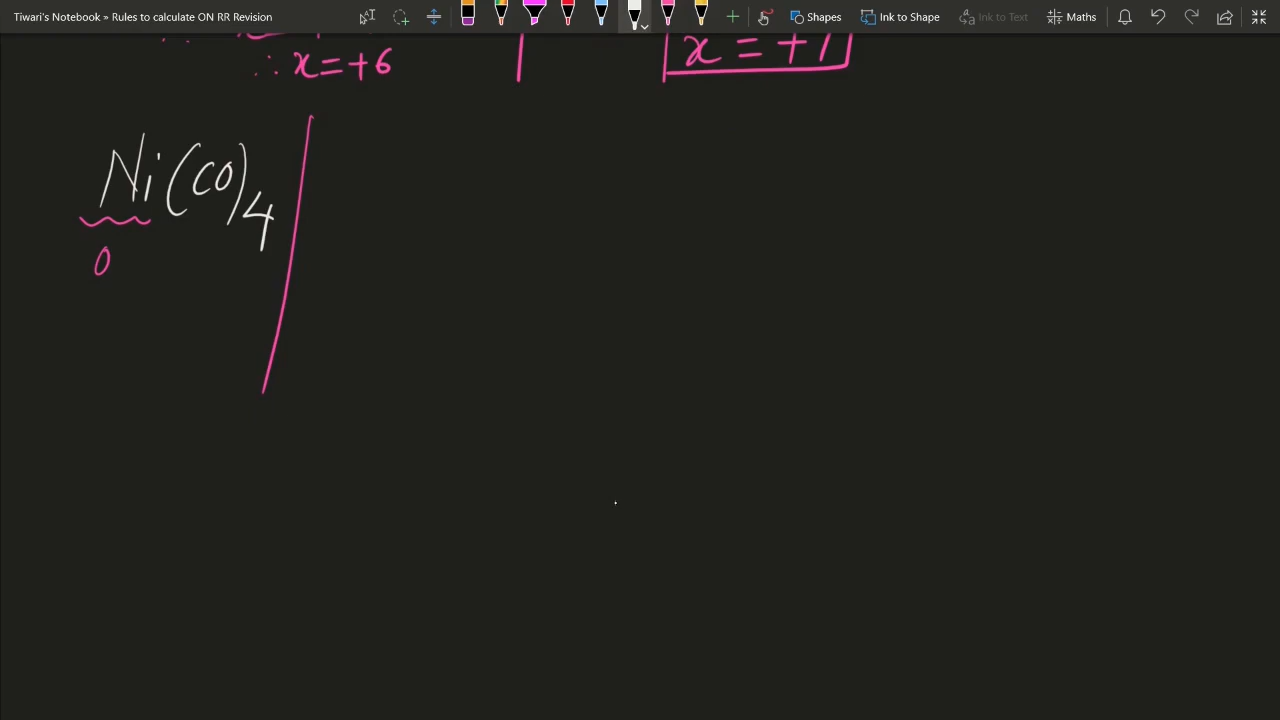 Tiwari's Notebook » Rules to calculate ON RR Revision
Shapes
Ink to Shape
Ink to Text
Maths
∴ x=+6
x = +7
Ni(CO)4
0